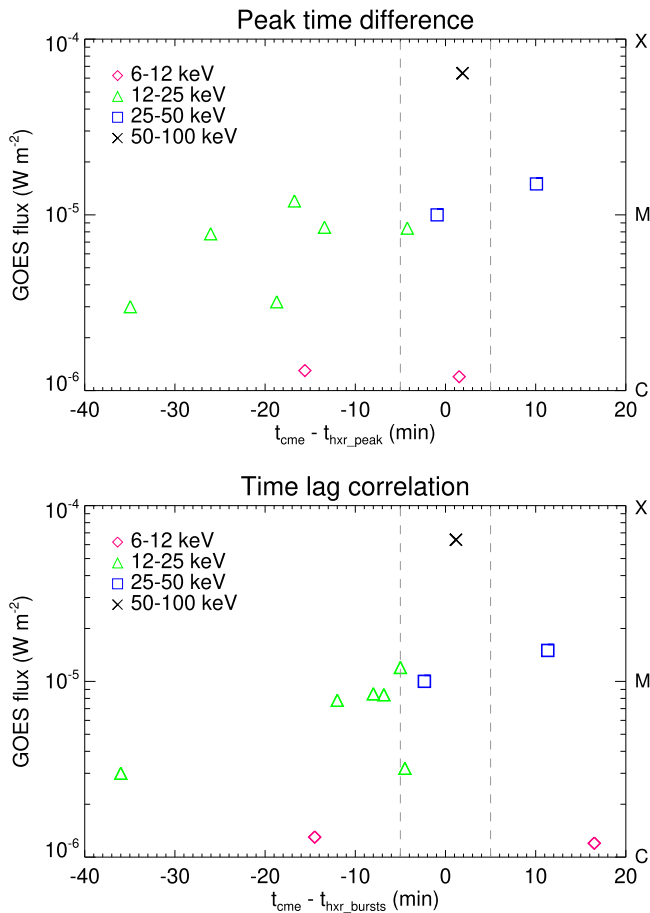 Peak time difference
10⁻⁴ X
6-12 keV
12-25 keV
25-50 keV
50-100 keV
GOES flux (W m⁻²)
10⁻⁵ M
10⁻⁶ C
-40 -30 -20 -10 0 10 20
t_cme - t_hxr_peak (min)
Time lag correlation
10⁻⁴ X
6-12 keV
12-25 keV
25-50 keV
50-100 keV
GOES flux (W m⁻²)
10⁻⁵ M
10⁻⁶ C
-40 -30 -20 -10 0 10 20
t_cme - t_hxr_bursts (min)